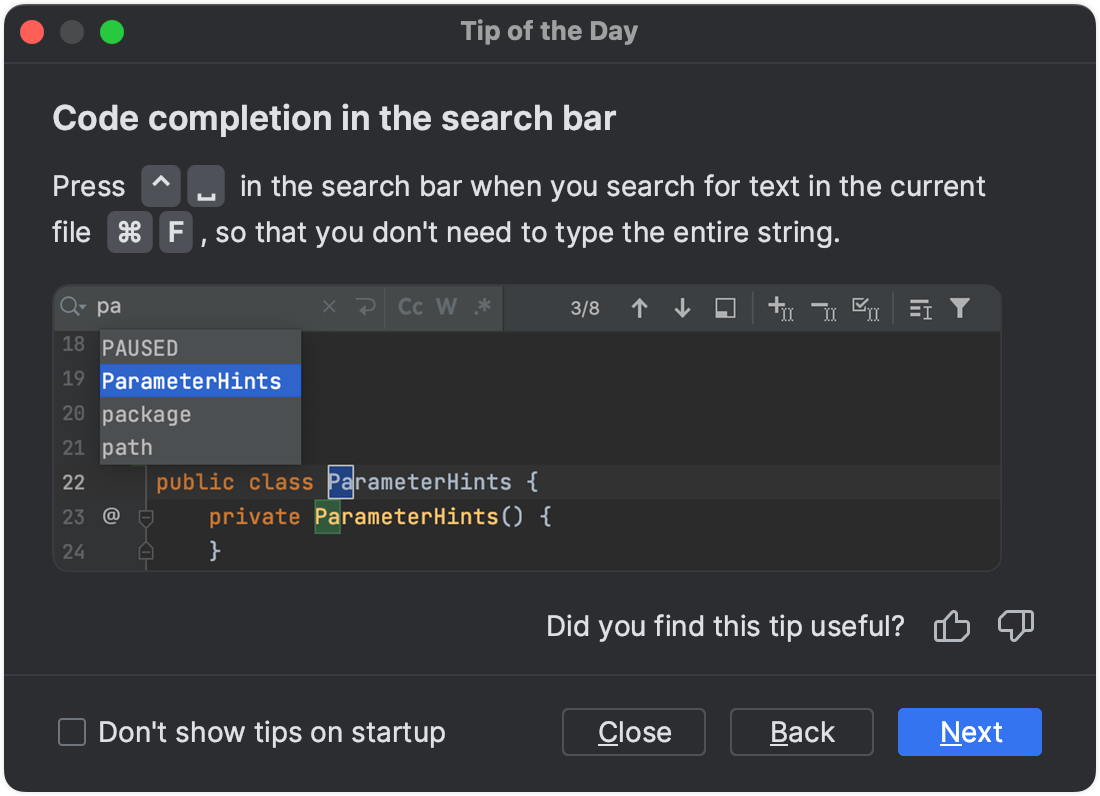 Tip of the Day
Code completion in the search bar
Press ^ ␣ in the search bar when you search for text in the current
file ⌘ F , so that you don't need to type the entire string.
pa Cc W .* 3/8
18 PAUSED
19 ParameterHints
20 package
21 path
22 public class ParameterHints {
23 @ private ParameterHints() {
24 }
Did you find this tip useful?
Don't show tips on startup Close Back Next